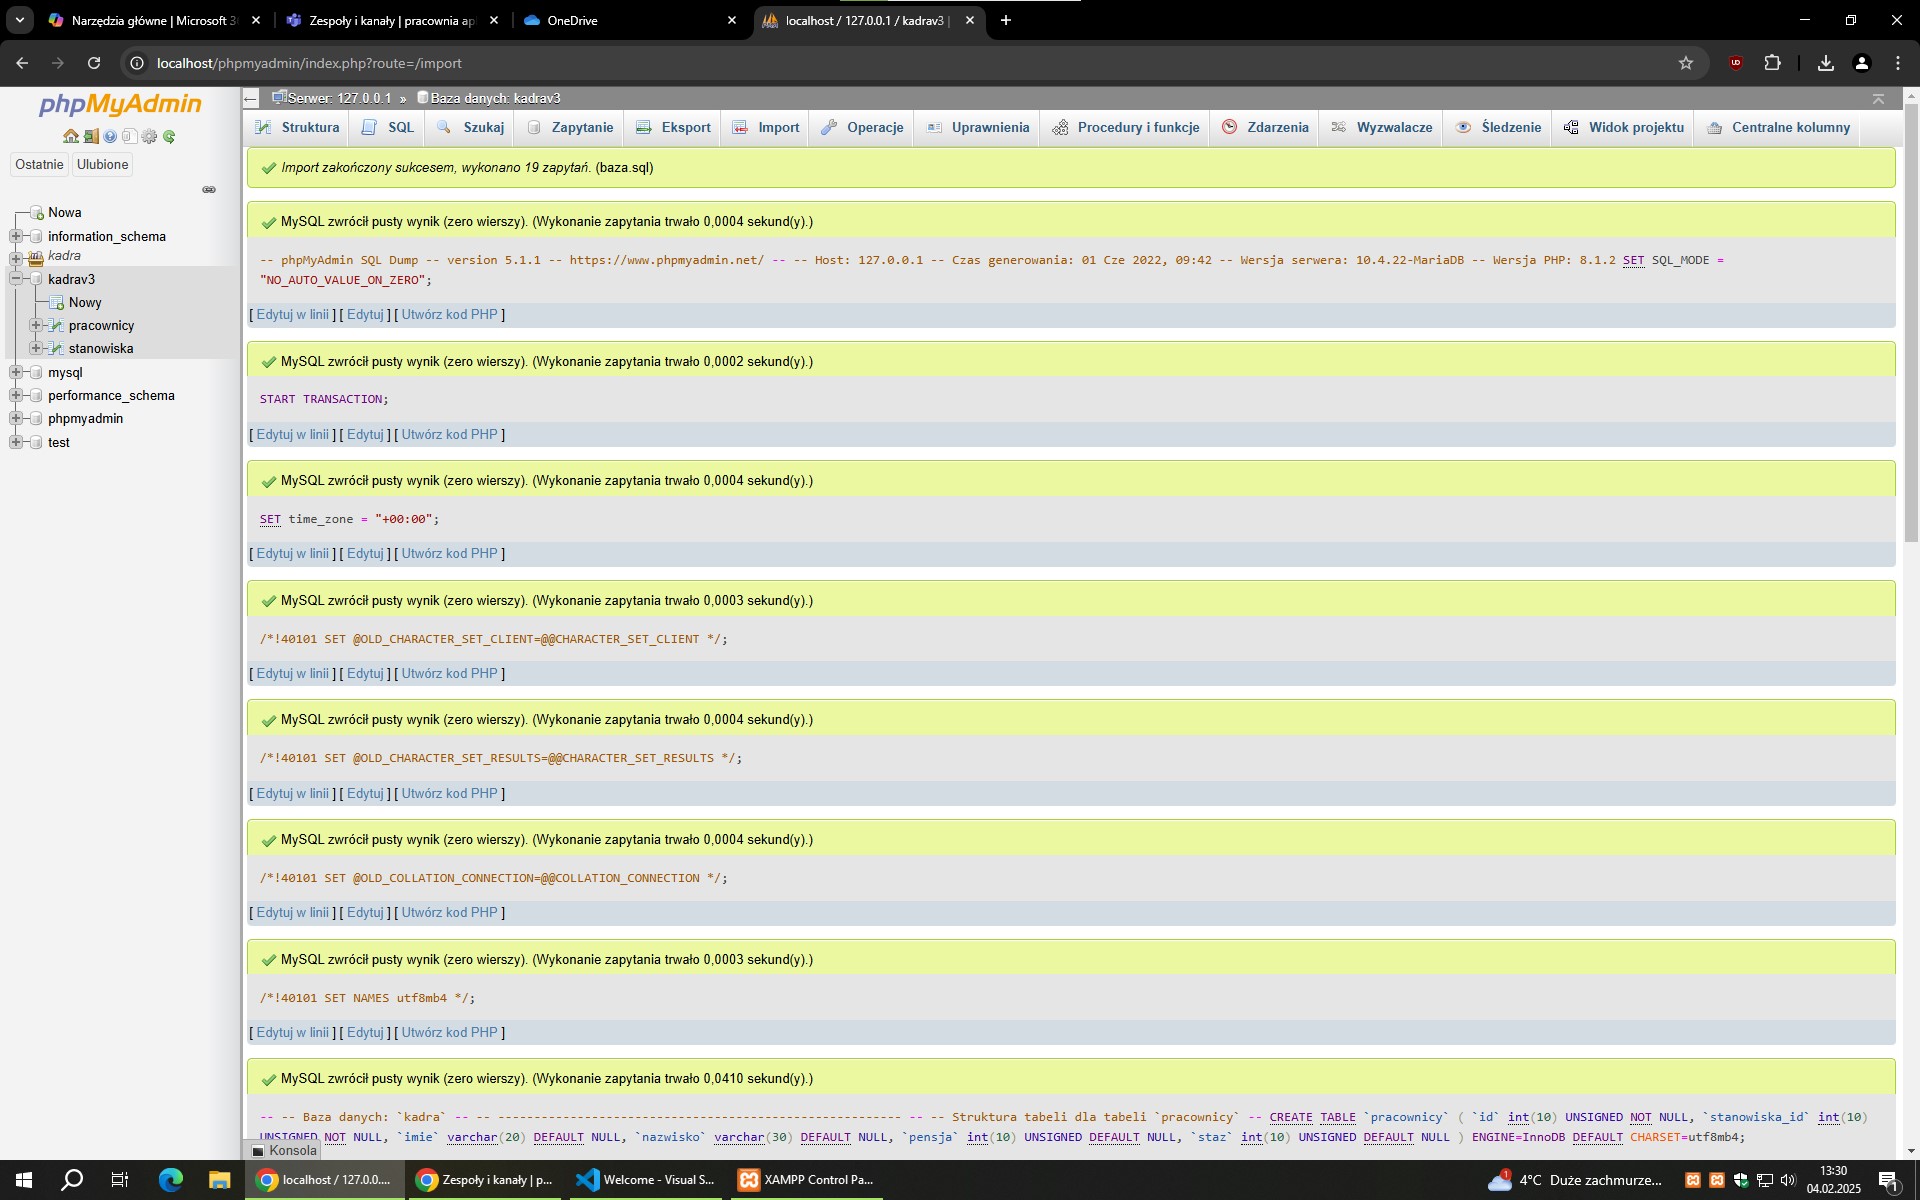 Narzędzia główne | Microsoft 3
Zespoły i kanały | pracownia ap
OneDrive
localhost / 127.0.0.1 / kadrav3 |
localhost/phpmyadmin/index.php?route=/import
phpMyAdmin
Ostatnie
Ulubione
Nowa
information_schema
kadra
kadrav3
Nowy
pracownicy
stanowiska
mysql
performance_schema
phpmyadmin
test
Serwer: 127.0.0.1 » Baza danych: kadrav3
Struktura SQL Szukaj Zapytanie Eksport Import Operacje Uprawnienia Procedury i funkcje Zdarzenia Wyzwalacze Śledzenie Widok projektu Centralne kolumny
Import zakończony sukcesem, wykonano 19 zapytań. (baza.sql)
MySQL zwrócił pusty wynik (zero wierszy). (Wykonanie zapytania trwało 0,0004 sekund(y).)
-- phpMyAdmin SQL Dump -- version 5.1.1 -- https://www.phpmyadmin.net/ -- -- Host: 127.0.0.1 -- Czas generowania: 01 Cze 2022, 09:42 -- Wersja serwera: 10.4.22-MariaDB -- Wersja PHP: 8.1.2 SET SQL_MODE =
"NO_AUTO_VALUE_ON_ZERO";
[ Edytuj w linii ] [ Edytuj ] [ Utwórz kod PHP ]
MySQL zwrócił pusty wynik (zero wierszy). (Wykonanie zapytania trwało 0,0002 sekund(y).)
START TRANSACTION;
[ Edytuj w linii ] [ Edytuj ] [ Utwórz kod PHP ]
MySQL zwrócił pusty wynik (zero wierszy). (Wykonanie zapytania trwało 0,0004 sekund(y).)
SET time_zone = "+00:00";
[ Edytuj w linii ] [ Edytuj ] [ Utwórz kod PHP ]
MySQL zwrócił pusty wynik (zero wierszy). (Wykonanie zapytania trwało 0,0003 sekund(y).)
/*!40101 SET @OLD_CHARACTER_SET_CLIENT=@@CHARACTER_SET_CLIENT */;
[ Edytuj w linii ] [ Edytuj ] [ Utwórz kod PHP ]
MySQL zwrócił pusty wynik (zero wierszy). (Wykonanie zapytania trwało 0,0004 sekund(y).)
/*!40101 SET @OLD_CHARACTER_SET_RESULTS=@@CHARACTER_SET_RESULTS */;
[ Edytuj w linii ] [ Edytuj ] [ Utwórz kod PHP ]
MySQL zwrócił pusty wynik (zero wierszy). (Wykonanie zapytania trwało 0,0004 sekund(y).)
/*!40101 SET @OLD_COLLATION_CONNECTION=@@COLLATION_CONNECTION */;
[ Edytuj w linii ] [ Edytuj ] [ Utwórz kod PHP ]
MySQL zwrócił pusty wynik (zero wierszy). (Wykonanie zapytania trwało 0,0003 sekund(y).)
/*!40101 SET NAMES utf8mb4 */;
[ Edytuj w linii ] [ Edytuj ] [ Utwórz kod PHP ]
MySQL zwrócił pusty wynik (zero wierszy). (Wykonanie zapytania trwało 0,0410 sekund(y).)
-- -- Baza danych: `kadra` -- -- -------------------------------------------------------- -- -- Struktura tabeli dla tabeli `pracownicy` -- CREATE TABLE `pracownicy` ( `id` int(10) UNSIGNED NOT NULL, `stanowiska_id` int(10)
UNSIGNED NOT NULL, `imie` varchar(20) DEFAULT NULL, `nazwisko` varchar(30) DEFAULT NULL, `pensja` int(10) UNSIGNED DEFAULT NULL, `staz` int(10) UNSIGNED DEFAULT NULL ) ENGINE=InnoDB DEFAULT CHARSET=utf8mb4;
Konsola
localhost / 127.0.0....
Zespoły i kanały | p...
Welcome - Visual S...
XAMPP Control Pa...
1
4°C Duże zachmurze...
13:30
04.02.2025
1